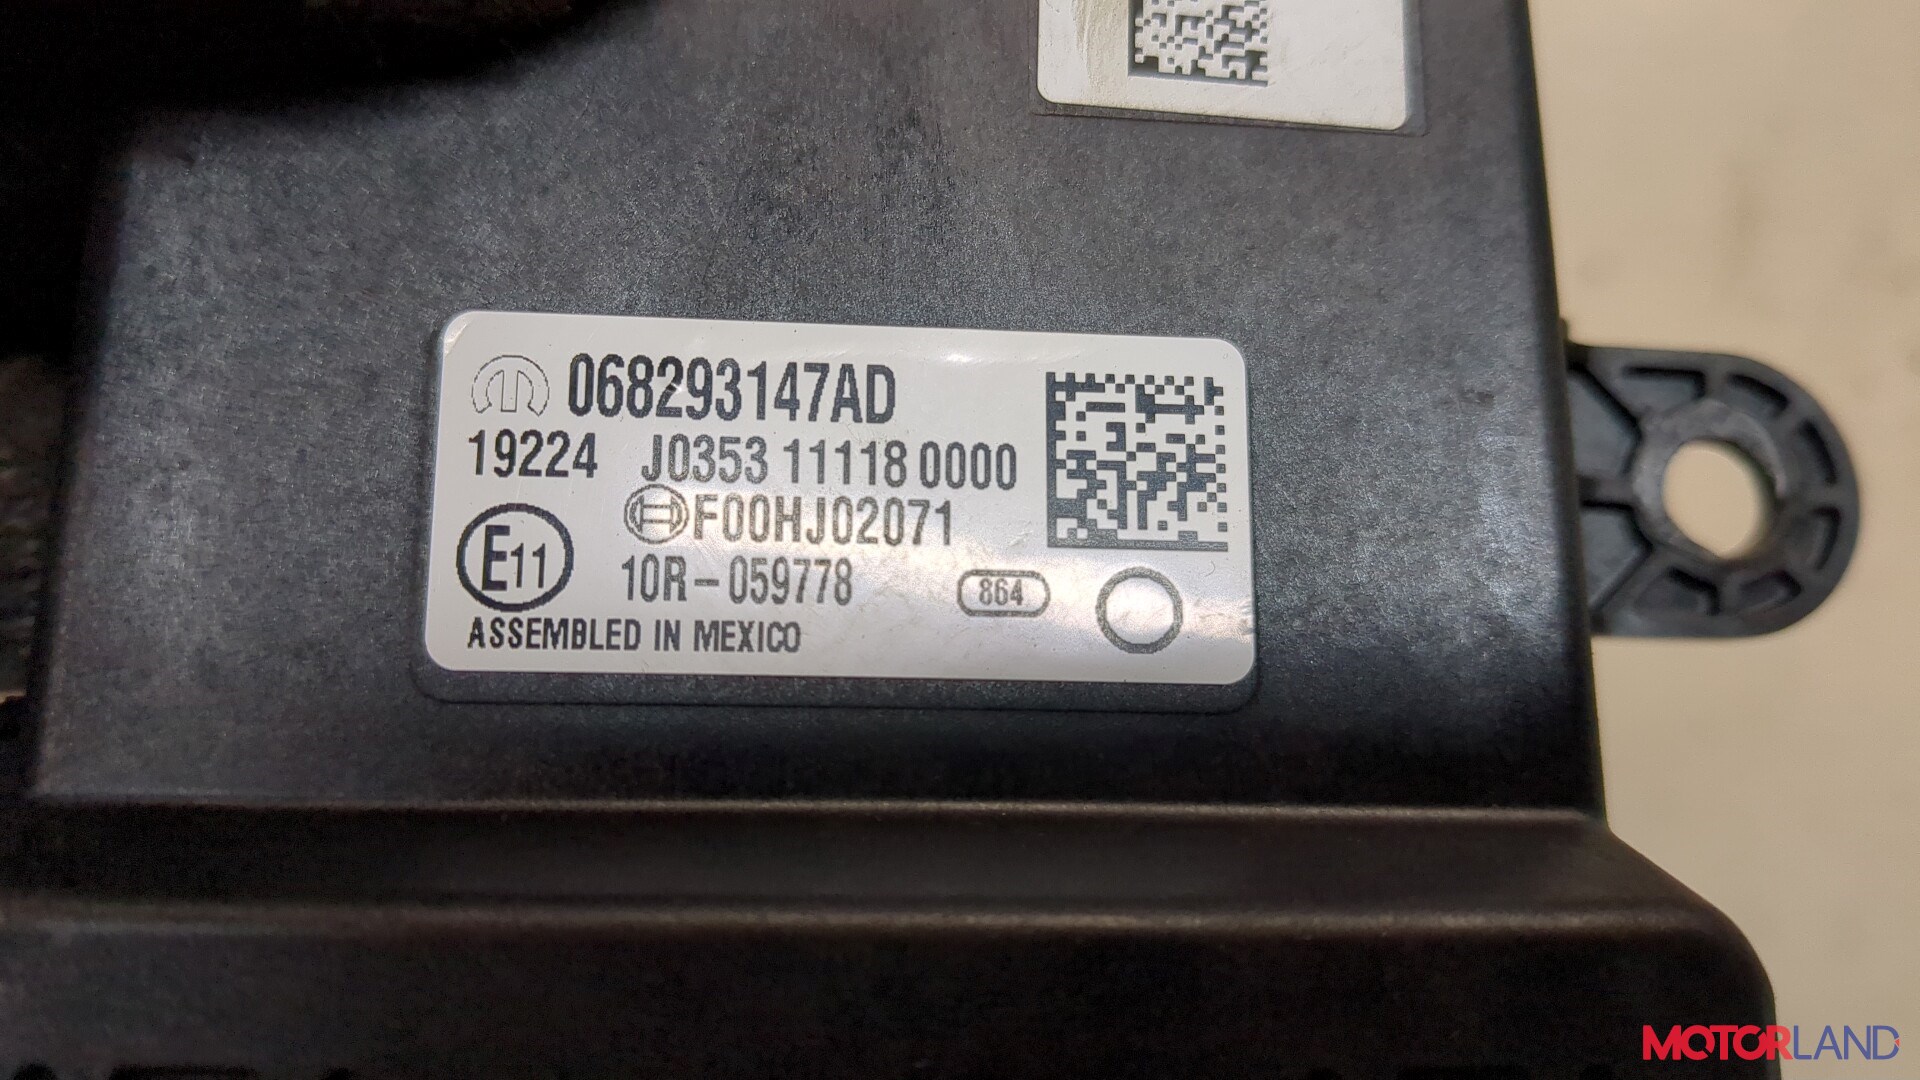 068293147AD
19224 J0353 11118 0000
F00HJ02071
E11
10R-059778
864
ASSEMBLED IN MEXICO
MOTORLAND